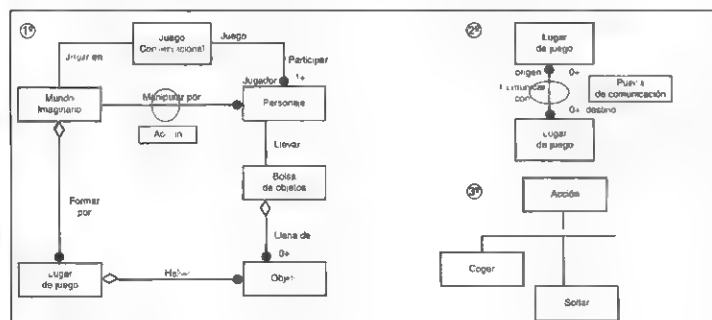 1º
Juego
Conversacional
Juego
Jugar en
Participar
1+
Mundo
Imaginario
Manipular por
Jugador
Personaje
Llevar
Bolsa
de objetos
Formar
por
Llena de
0+
Lugar
de juego
Haber
Objeto
2º
Lugar
de juego
origen
0+
Comunicar
con
Puerta
de comunicación
0+ destino
Lugar
de juego
3º
Acción
Coger
Soltar